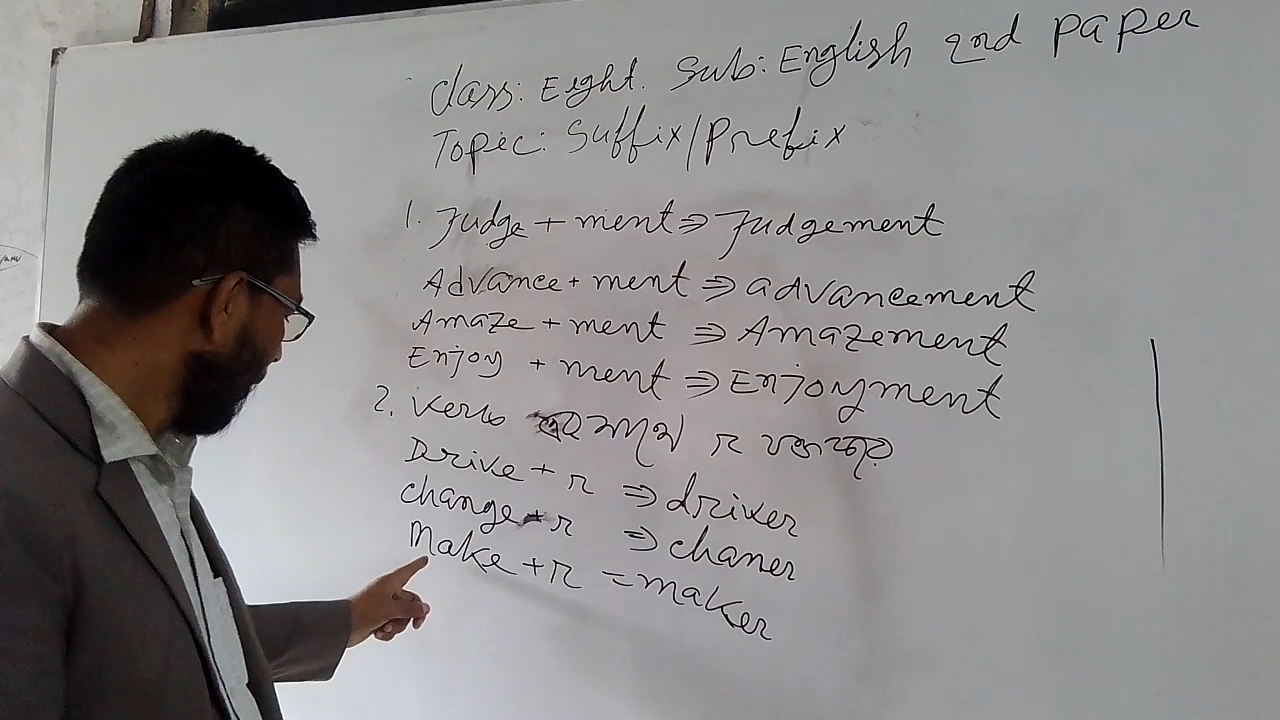 Class: Eight. Sub: English 2nd Paper
Topic: Suffix/Prefix
1. Judge + ment ⇒ Judgement
Advance + ment ⇒ advancement
Amaze + ment ⇒ Amazement
Enjoy + ment ⇒ Enjoyment
2. Verb এর সাথে r বসে
Drive + r ⇒ driver
Change + r ⇒ chaner
Make + r = maker